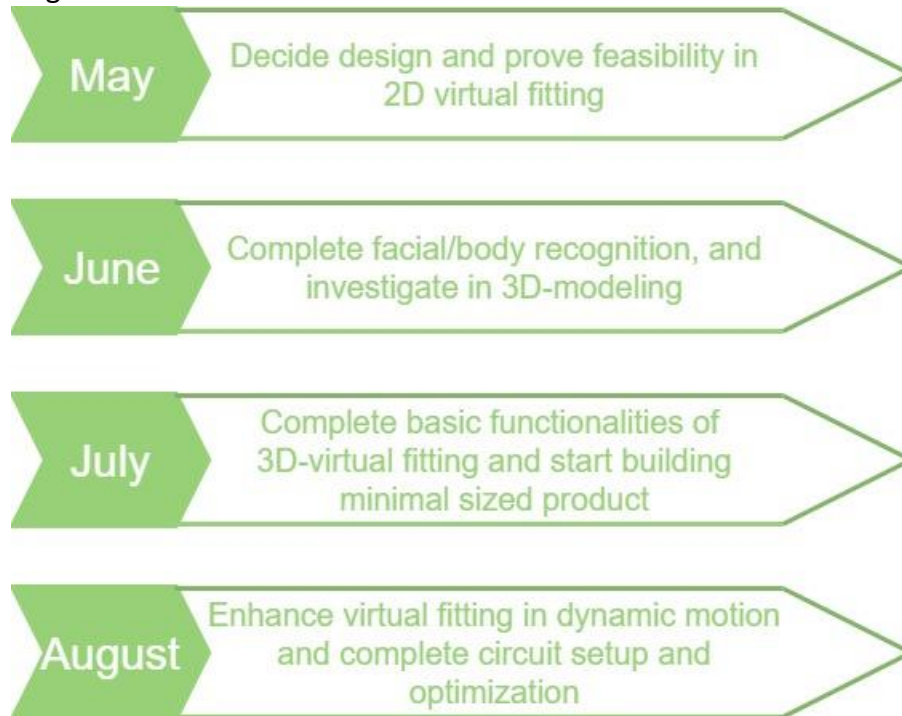 May
Decide design and prove feasibility in
2D virtual fitting
June
Complete facial/body recognition, and
investigate in 3D-modeling
July
Complete basic functionalities of
3D-virtual fitting and start building
minimal sized product
August
Enhance virtual fitting in dynamic motion
and complete circuit setup and
optimization